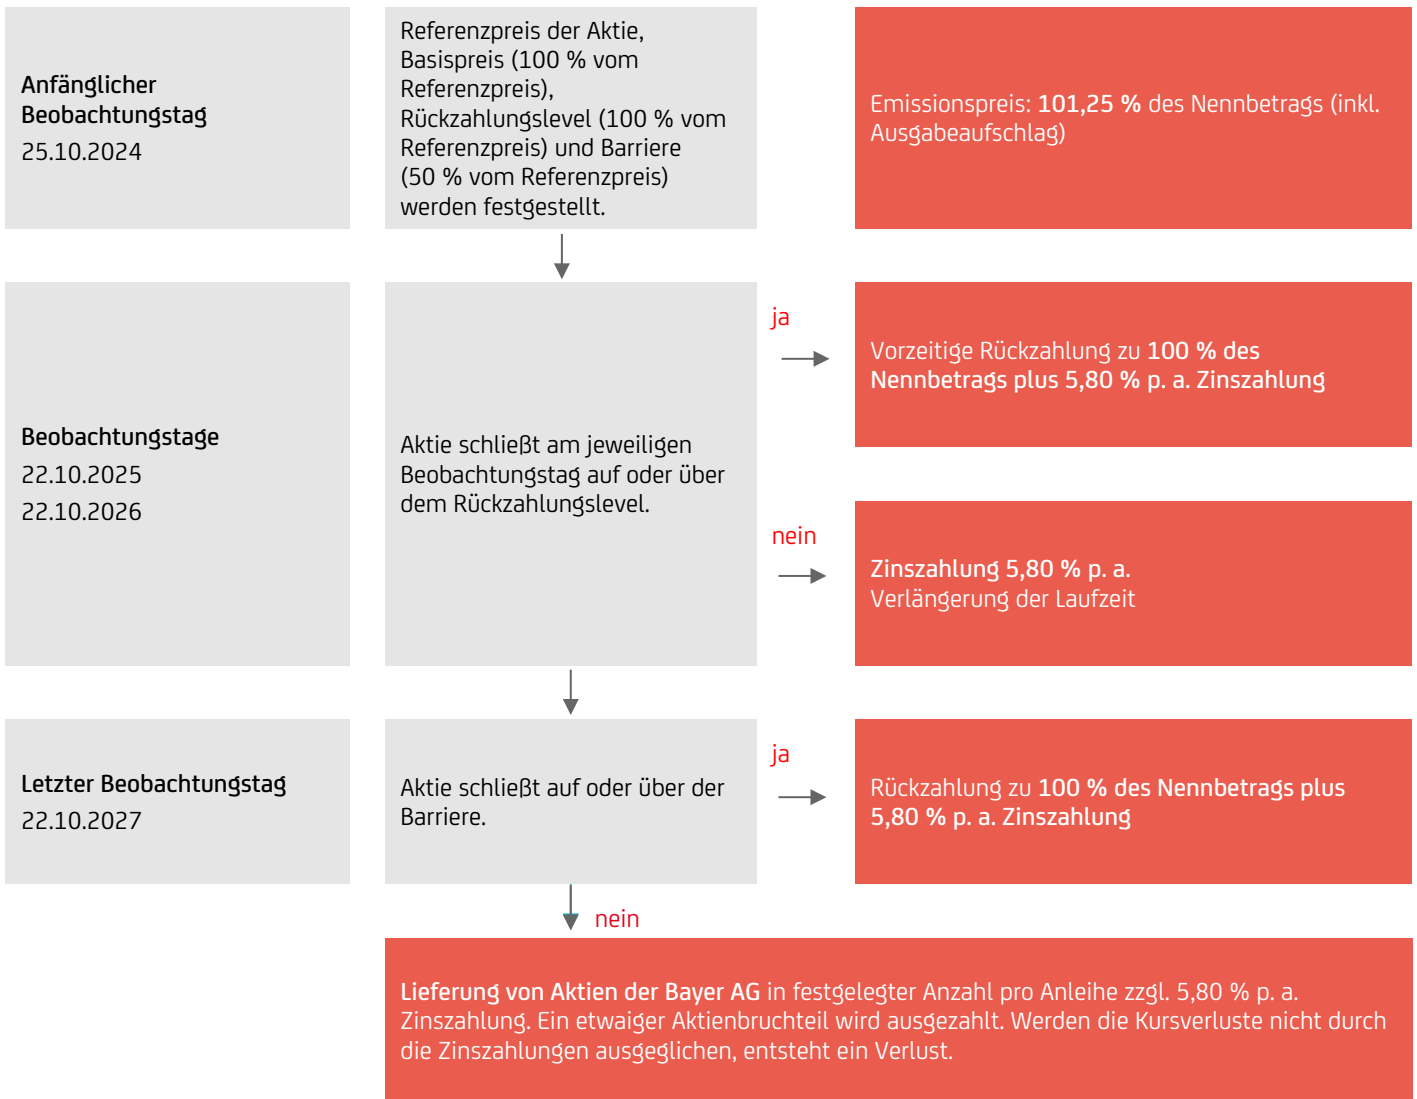 Anfänglicher
Beobachtungstag
25.10.2024
Referenzpreis der Aktie,
Basispreis (100 % vom
Referenzpreis),
Rückzahlungslevel (100 % vom
Referenzpreis) und Barriere
(50 % vom Referenzpreis)
werden festgestellt.
Emissionspreis: 101,25 % des Nennbetrags (inkl.
Ausgabeaufschlag)
Beobachtungstage
22.10.2025
22.10.2026
Aktie schließt am jeweiligen
Beobachtungstag auf oder über
dem Rückzahlungslevel.
ja
Vorzeitige Rückzahlung zu 100 % des
Nennbetrags plus 5,80 % p. a. Zinszahlung
nein
Zinszahlung 5,80 % p. a.
Verlängerung der Laufzeit
Letzter Beobachtungstag
22.10.2027
Aktie schließt auf oder über der
Barriere.
ja
Rückzahlung zu 100 % des Nennbetrags plus
5,80 % p. a. Zinszahlung
nein
Lieferung von Aktien der Bayer AG in festgelegter Anzahl pro Anleihe zzgl. 5,80 % p. a.
Zinszahlung. Ein etwaiger Aktienbruchteil wird ausgezahlt. Werden die Kursverluste nicht durch
die Zinszahlungen ausgeglichen, entsteht ein Verlust.